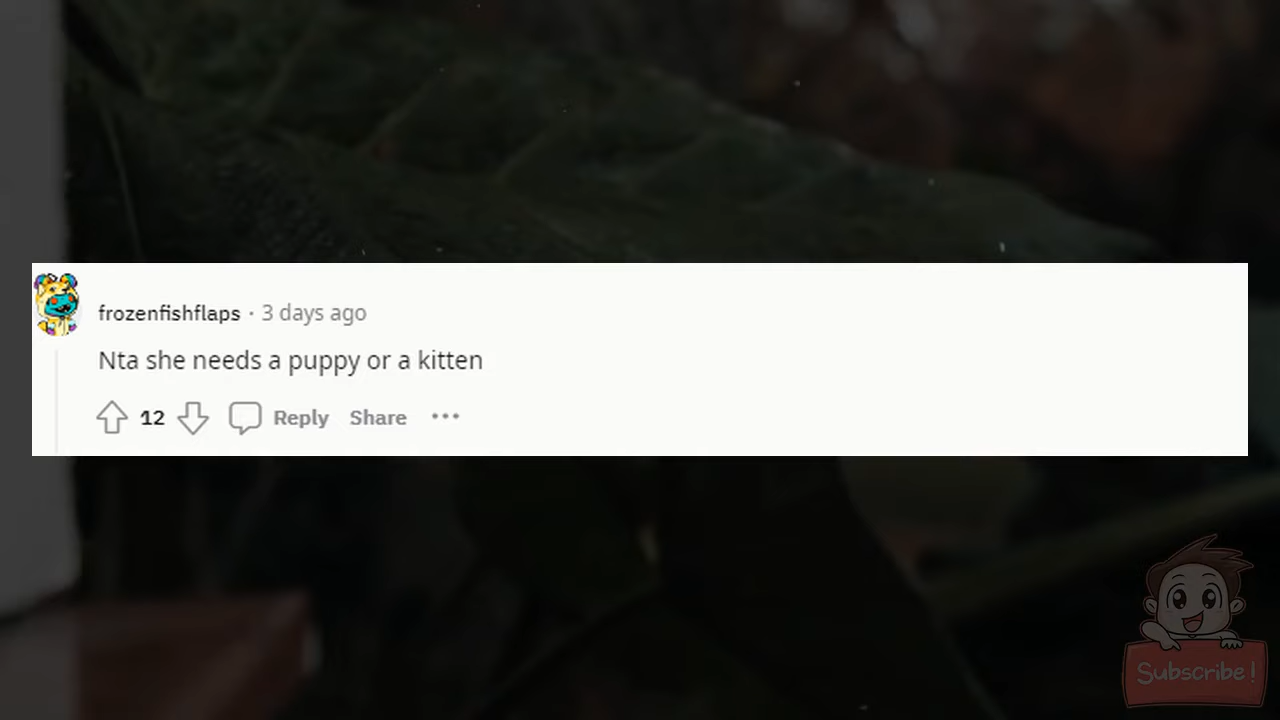 frozenfishflaps · 3 days ago
Nta she needs a puppy or a kitten
12 Reply Share •••
Subscribe!